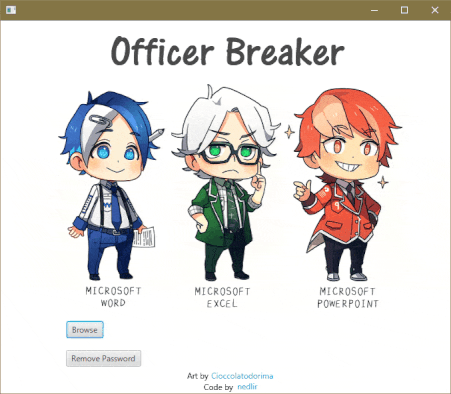 Officer Breaker
MICROSOFT
WORD
MICROSOFT
EXCEL
MICROSOFT
POWERPOINT
Browse
Remove Password
Art by Cioccolatodorima
Code by nedlir